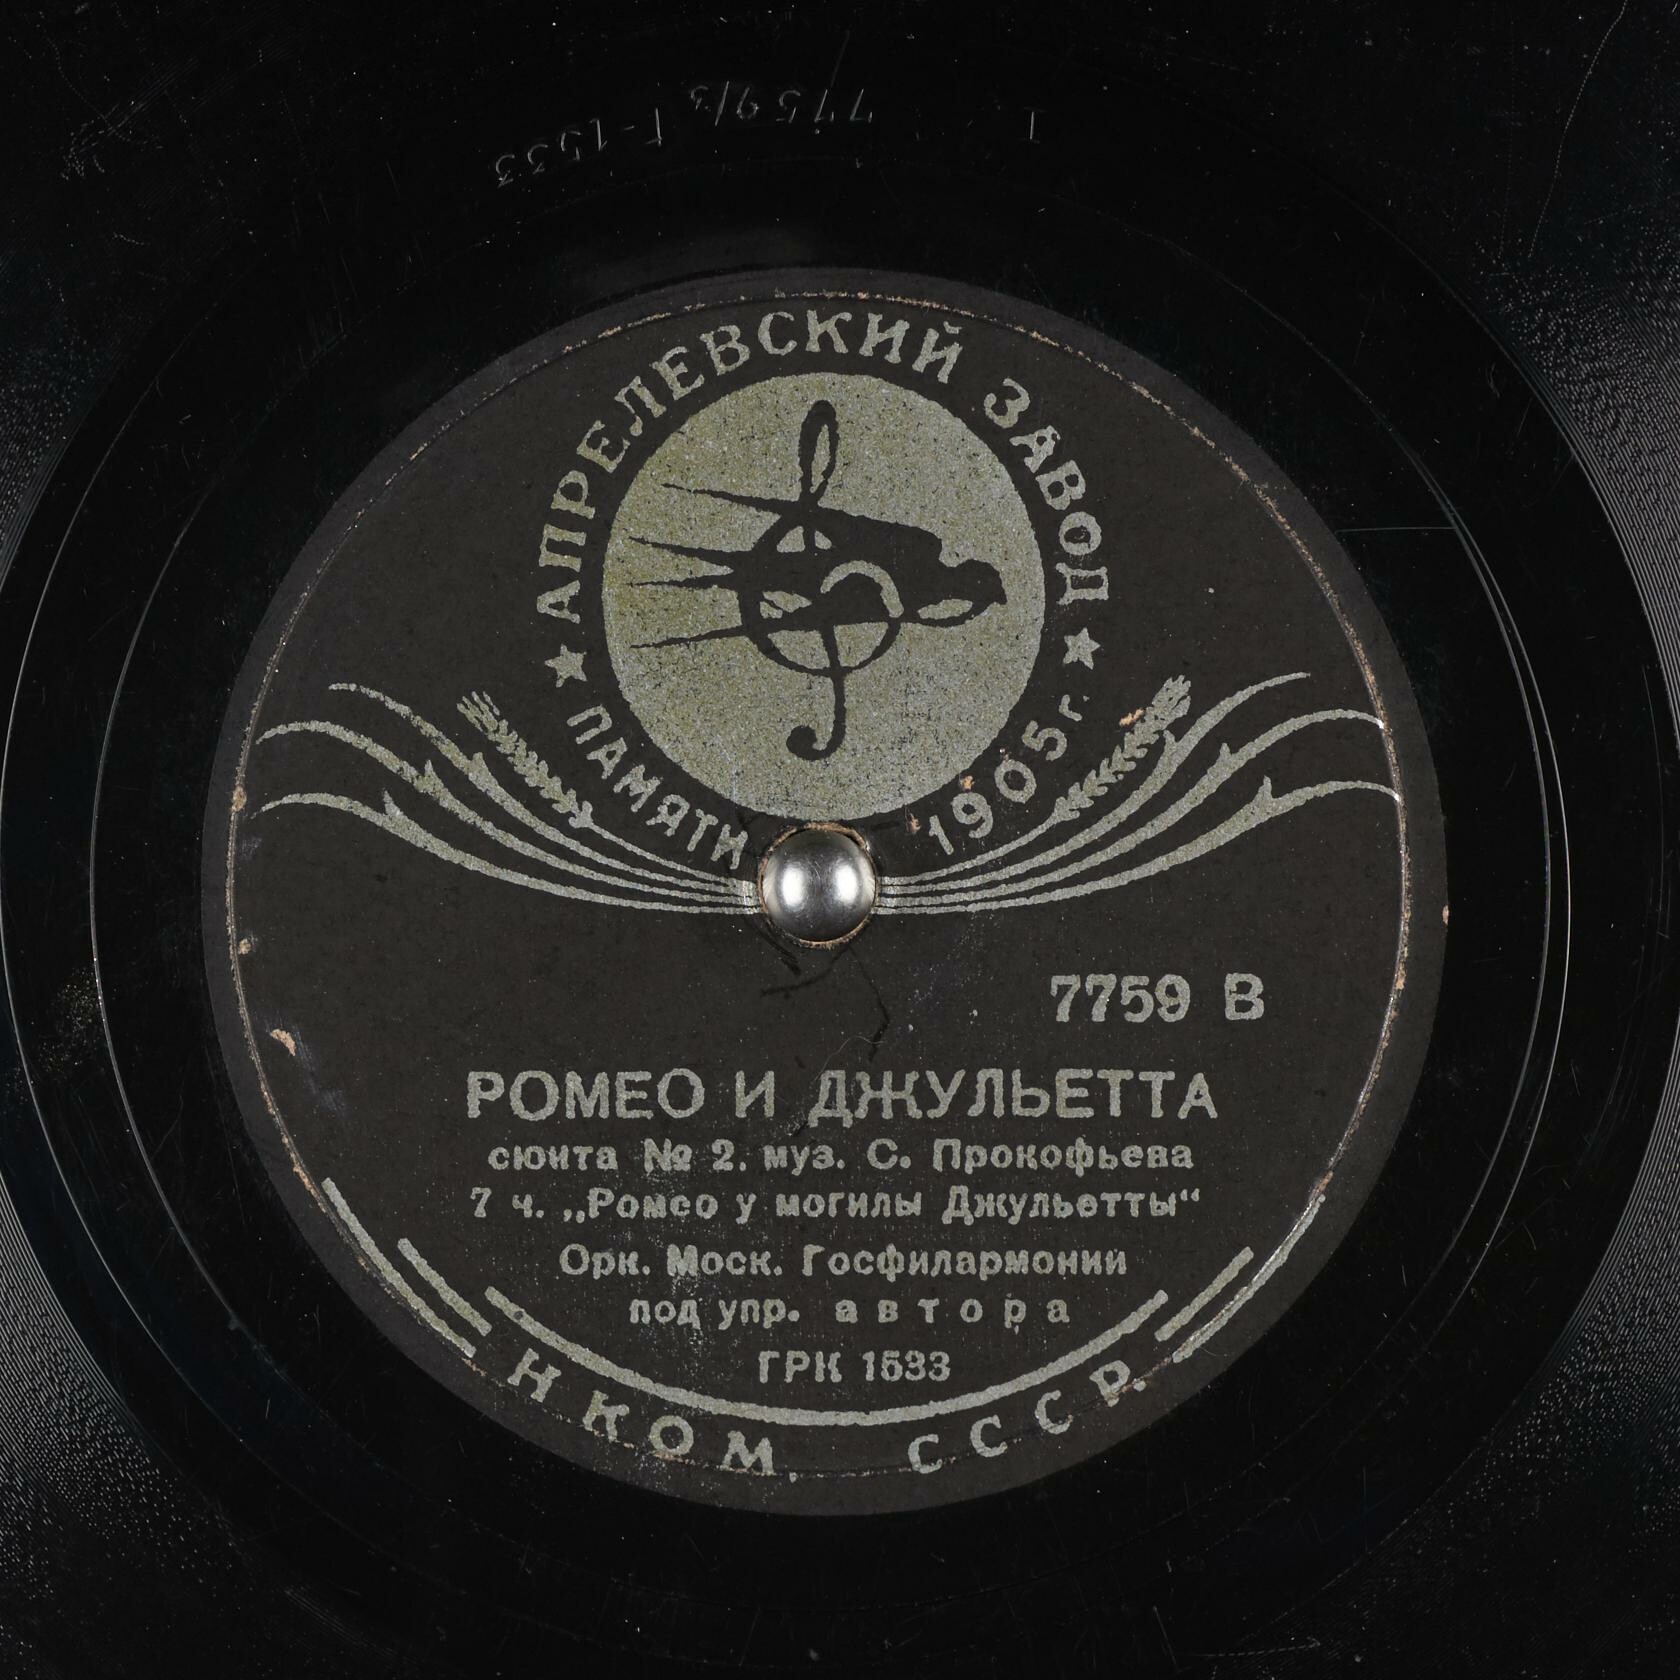 7759/3 Г-1533
АПРЕЛЕВСКИЙ ЗАВОД
ПАМЯТИ 1905 г.
7759 В
РОМЕО И ДЖУЛЬЕТТА
сюита № 2. муз. С. Прокофьева
7 ч. „Ромео у могилы Джульетты“
Орк. Моск. Госфилармонии
под упр. автора
ГРК 1533
НКОМ. СССР.